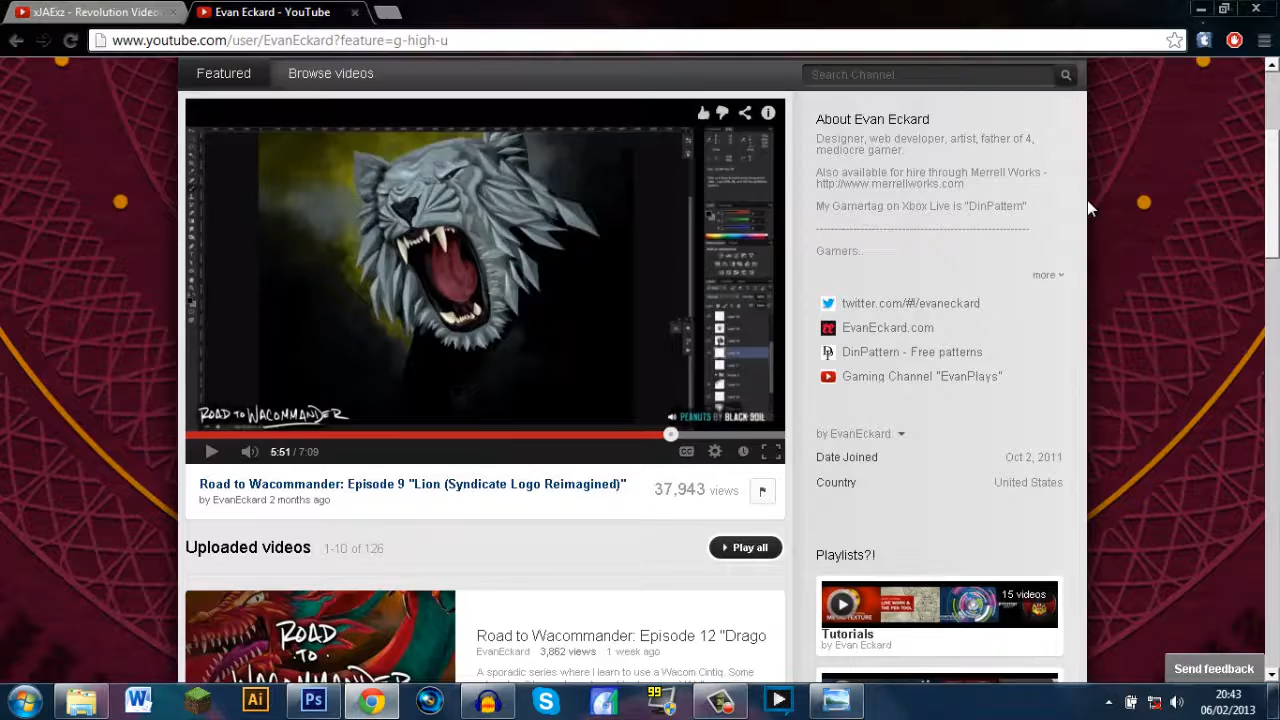 xJAExz - Revolution Videos
Evan Eckard - YouTube
www.youtube.com/user/EvanEckard?feature=g-high-u
Featured
Browse videos
Search Channel
ROAD TO WACOMMANDER
PEANUTS BY BLACK SOIL
5:51 / 7:09
CC
Road to Wacommander: Episode 9 "Lion (Syndicate Logo Reimagined)"
by EvanEckard 2 months ago
37,943 views
Uploaded videos 1-10 of 126
Play all
ROAD
TO
WACOMMANDER
Road to Wacommander: Episode 12 "Drago
EvanEckard 3,862 views 1 week ago
A sporadic series where I learn to use a Wacom Cintiq. Some
About Evan Eckard
Designer, web developer, artist, father of 4,
mediocre gamer.
Also available for hire through Merrell Works -
http://www.merrellworks.com
My Gamertag on Xbox Live is "DinPattern"
Gamers..
more
twitter.com/#!/evaneckard
EvanEckard.com
DinPattern - Free patterns
Gaming Channel "EvanPlays"
by EvanEckard
Date Joined Oct 2, 2011
Country United States
Playlists?!
15 videos
Tutorials
by Evan Eckard
Send feedback
W
Ai
Ps
S
99
20:43
06/02/2013